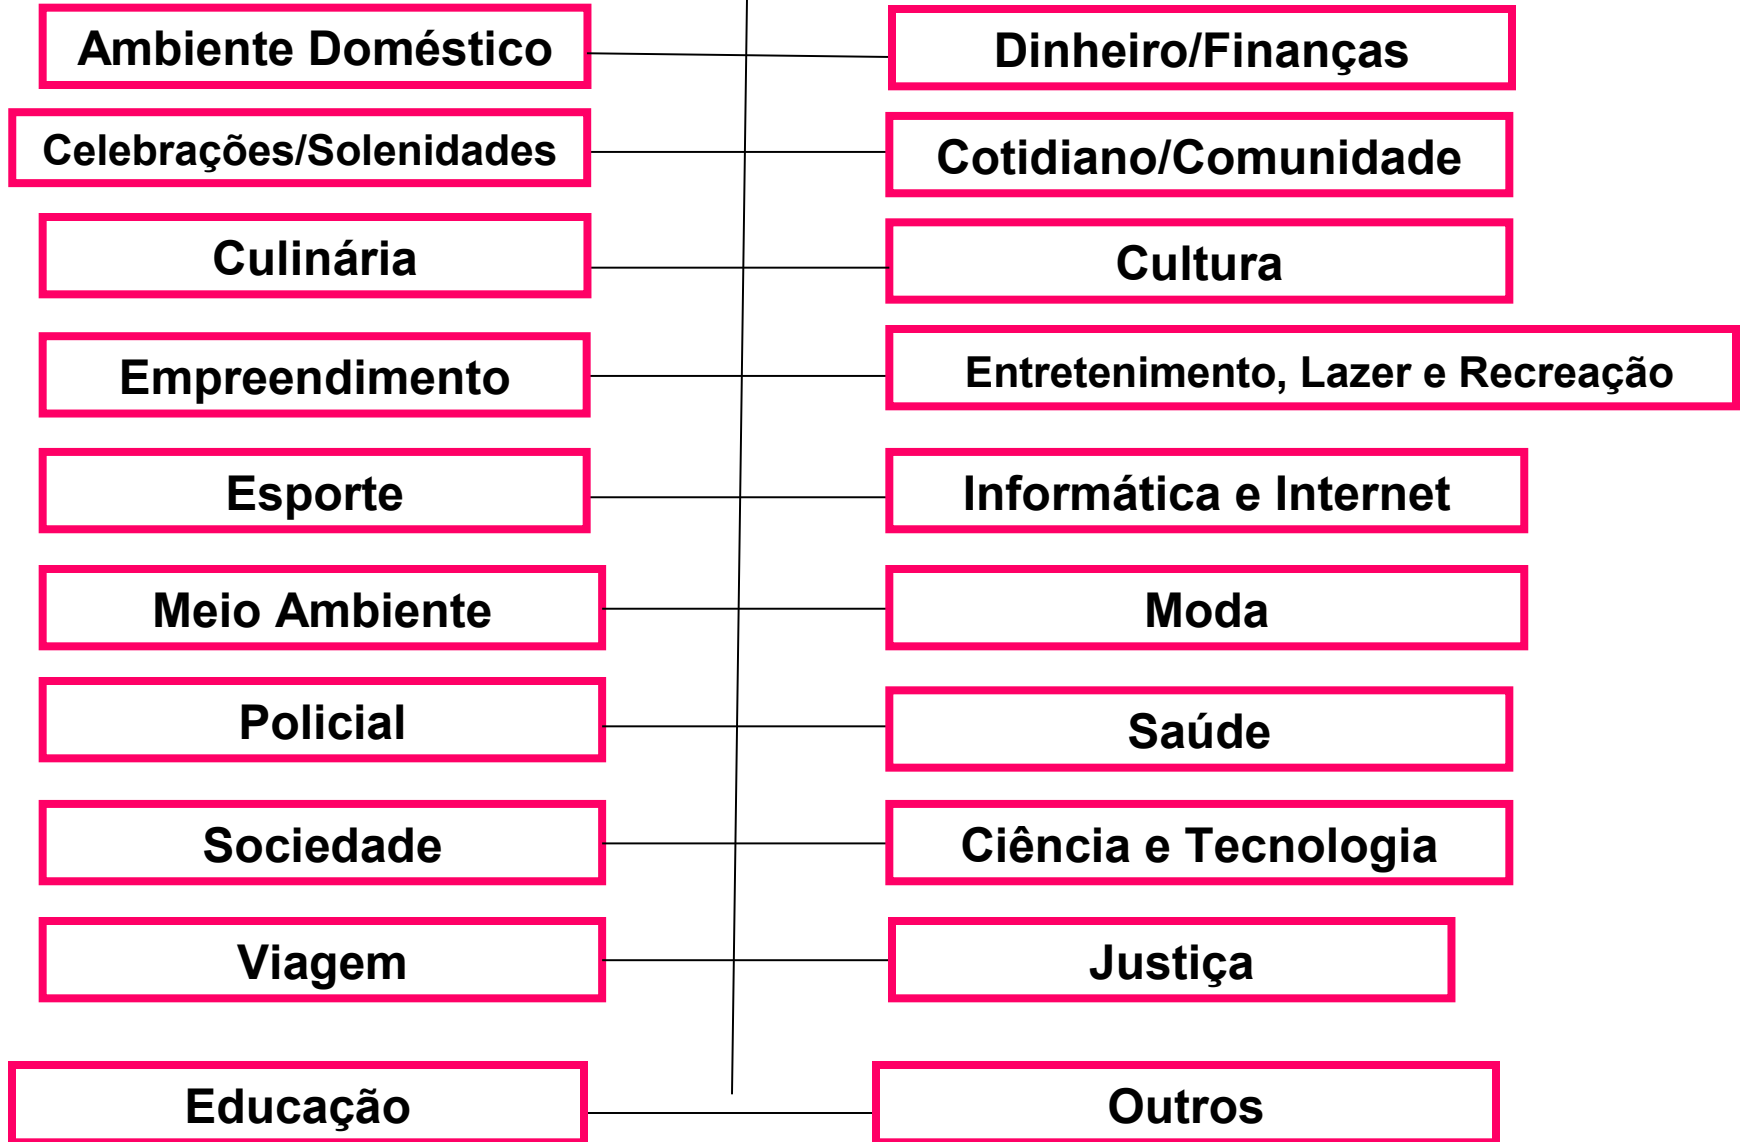 Ambiente Doméstico
Dinheiro/Finanças
Celebrações/Solenidades
Cotidiano/Comunidade
Culinária
Cultura
Empreendimento
Entretenimento, Lazer e Recreação
Esporte
Informática e Internet
Meio Ambiente
Moda
Policial
Saúde
Sociedade
Ciência e Tecnologia
Viagem
Justiça
Educação
Outros